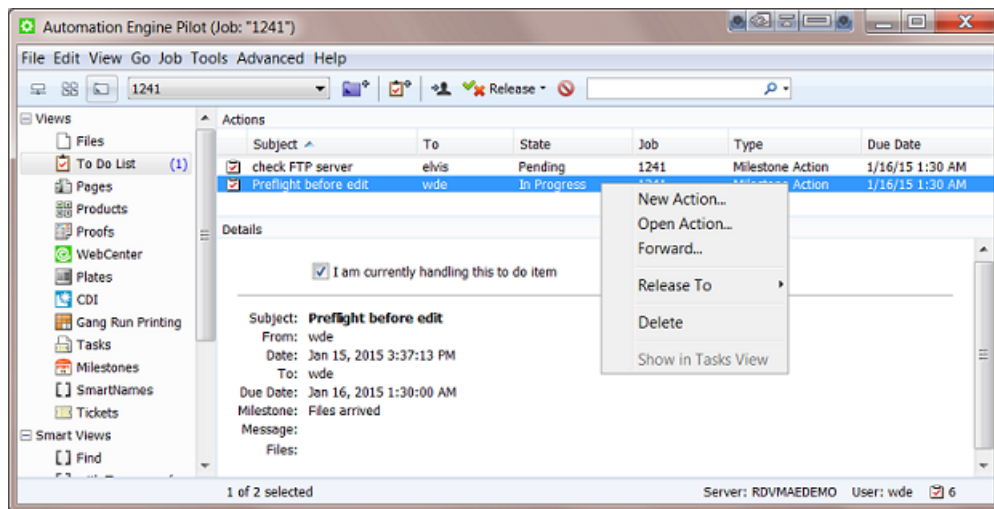 Automation Engine Pilot (Job: "1241")
File Edit View Go Job Tools Advanced Help
1241 Release
Views
Files
To Do List (1)
Pages
Products
Proofs
WebCenter
Plates
CDI
Gang Run Printing
Tasks
Milestones
[] SmartNames
Tickets
Smart Views
[] Find
Actions
Subject To State Job Type Due Date
check FTP server elvis Pending 1241 Milestone Action 1/16/15 1:30 AM
Preflight before edit wde In Progress 1241 Milestone Action 1/16/15 1:30 AM
New Action...
Open Action...
Forward...
Release To
Delete
Show in Tasks View
Details
I am currently handling this to do item
Subject: Preflight before edit
From: wde
Date: Jan 15, 2015 3:37:13 PM
To: wde
Due Date: Jan 16, 2015 1:30:00 AM
Milestone: Files arrived
Message:
Files:
1 of 2 selected
Server: RDVMAEDEMO User: wde 6